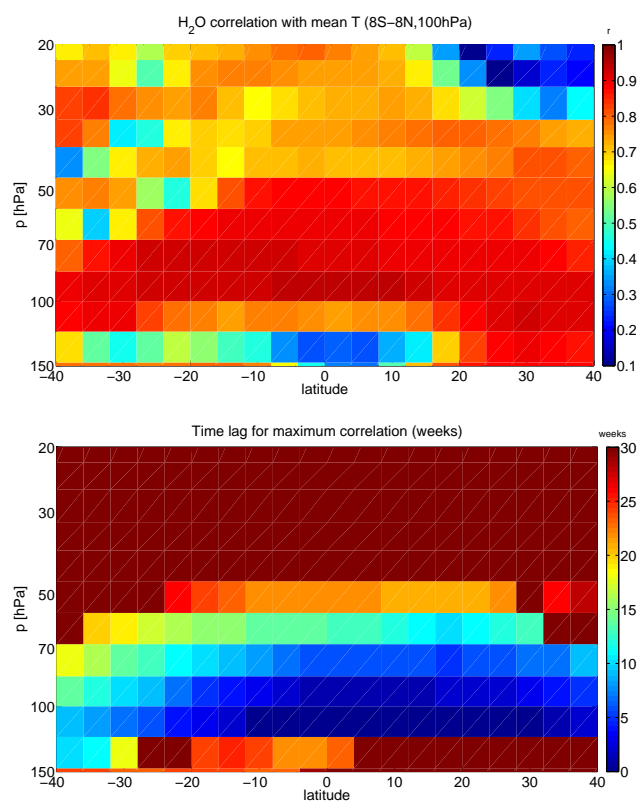 H2O correlation with mean T (8S−8N,100hPa)
r
20
30
50
70
100
150
p [hPa]
−40 −30 −20 −10 0 10 20 30 40
latitude
1
0.9
0.8
0.7
0.6
0.5
0.4
0.3
0.2
0.1
Time lag for maximum correlation (weeks)
weeks
20
30
50
70
100
150
p [hPa]
−40 −30 −20 −10 0 10 20 30 40
latitude
30
25
20
15
10
5
0